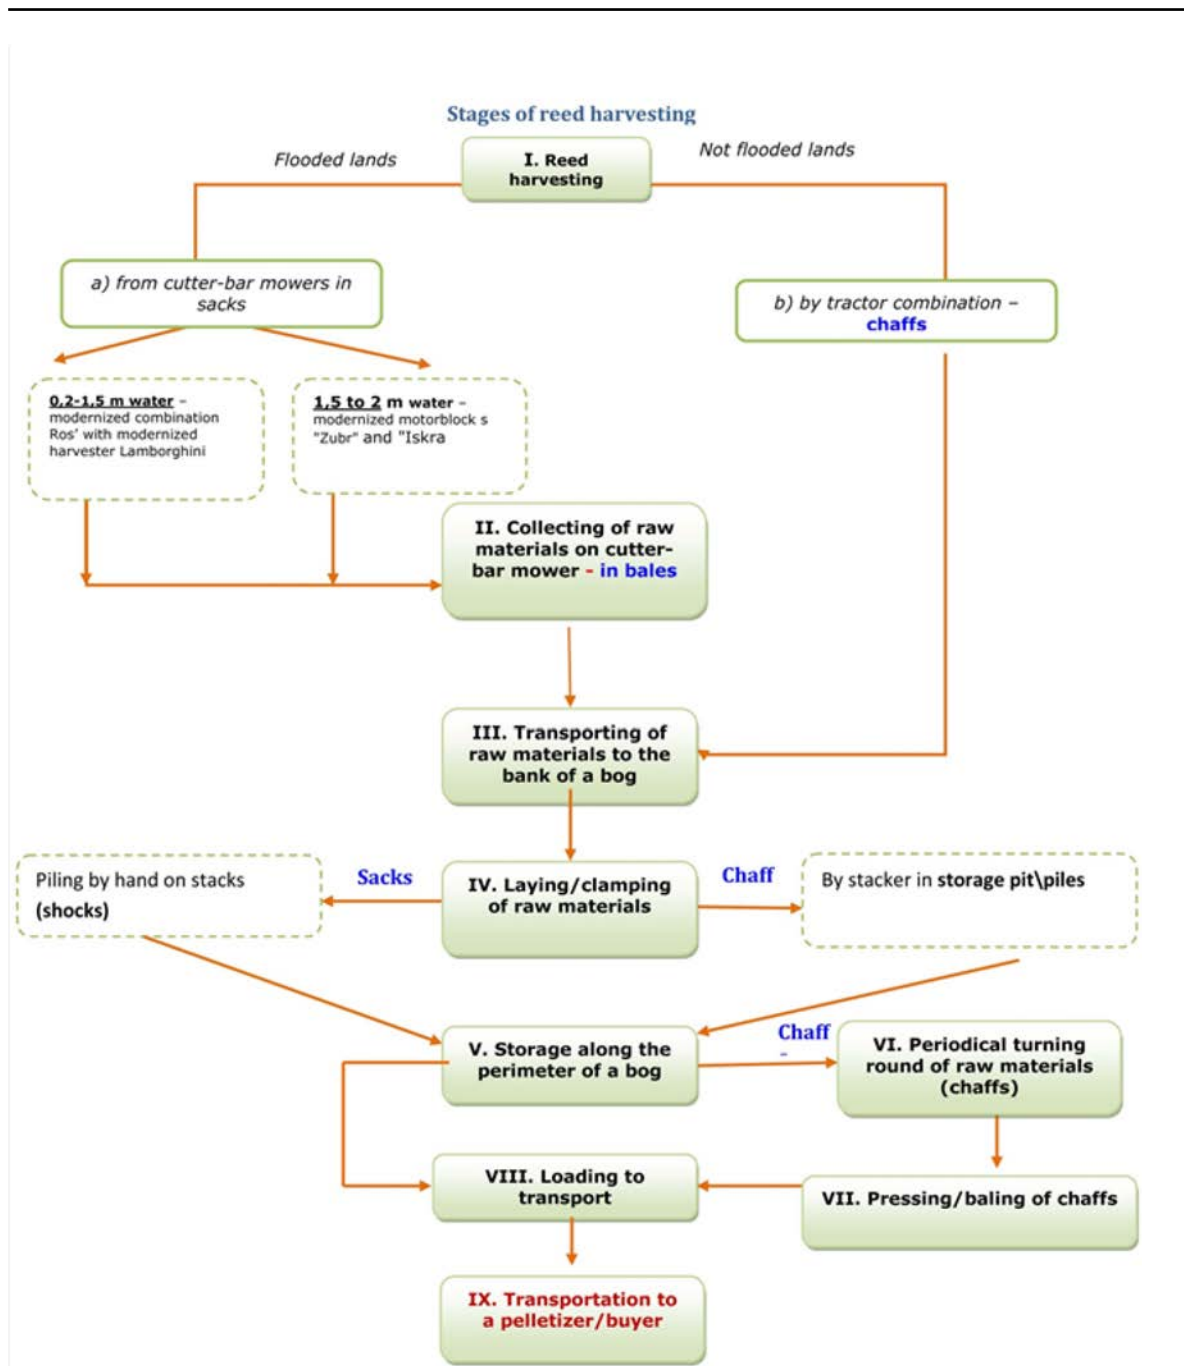 Stages of reed harvesting
Flooded lands
I. Reed
harvesting
Not flooded lands
a) from cutter-bar mowers in
sacks
b) by tractor combination –
chaffs
0,2-1,5 m water –
modernized combination
Ros’ with modernized
harvester Lamborghini
1,5 to 2 m water –
modernized motorblock s
"Zubr" and "Iskra
II. Collecting of raw
materials on cutter-
bar mower - in bales
III. Transporting of
raw materials to the
bank of a bog
Piling by hand on stacks
(shocks)
Sacks
IV. Laying/clamping
of raw materials
Chaff
By stacker in storage pit\piles
V. Storage along the
perimeter of a bog
Chaff
-
VI. Periodical turning
round of raw materials
(chaffs)
VIII. Loading to
transport
VII. Pressing/baling of chaffs
IX. Transportation to
a pelletizer/buyer